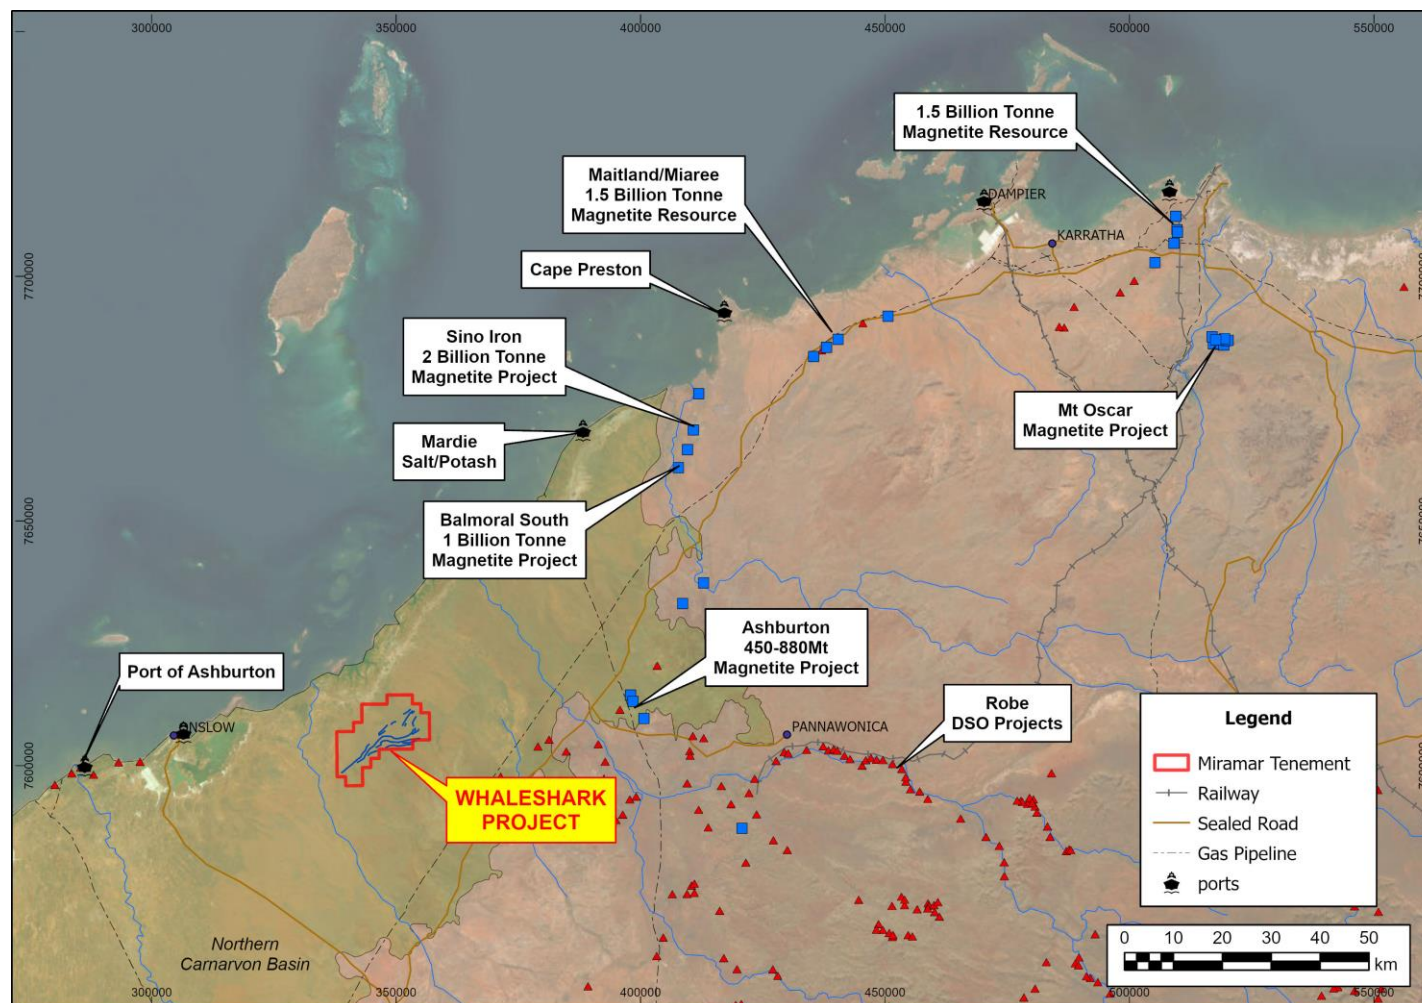 300000
350000
400000
450000
500000
550000
1.5 Billion Tonne
Magnetite Resource
Maitland/Miaree
1.5 Billion Tonne
Magnetite Resource
DAMPIER
KARRATHA
Cape Preston
7700000
Sino Iron
2 Billion Tonne
Magnetite Project
Mt Oscar
Magnetite Project
Mardie
Salt/Potash
7650000
Balmoral South
1 Billion Tonne
Magnetite Project
Ashburton
450-880Mt
Magnetite Project
Port of Ashburton
Robe
DSO Projects
PANNAWONICA
NSLOW
7600000
WHALESHARK
PROJECT
Legend
Miramar Tenement
Railway
Sealed Road
Gas Pipeline
ports
Northern
Carnarvon Basin
0 10 20 30 40 50
km
300000
350000
400000
450000
500000
550000